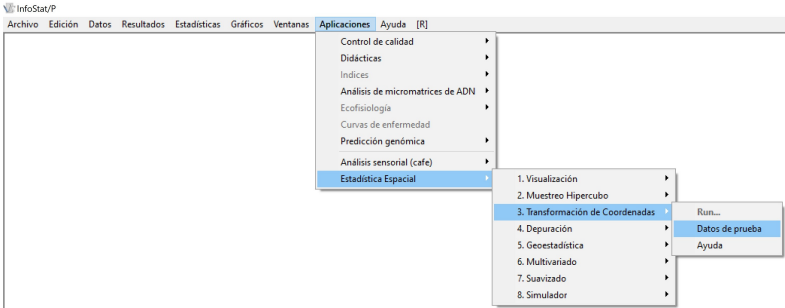 InfoStat/P
Archivo Edición Datos Resultados Estadísticas Gráficos Ventanas Aplicaciones Ayuda [R]
Control de calidad
Didácticas
Indices
Análisis de micromatrices de ADN
Ecofisiología
Curvas de enfermedad
Predicción genómica
Análisis sensorial (cafe)
Estadística Espacial
1. Visualización
2. Muestreo Hipercubo
3. Transformación de Coordenadas
4. Depuración
5. Geoestadística
6. Multivariado
7. Suavizado
8. Simulador
Run...
Datos de prueba
Ayuda